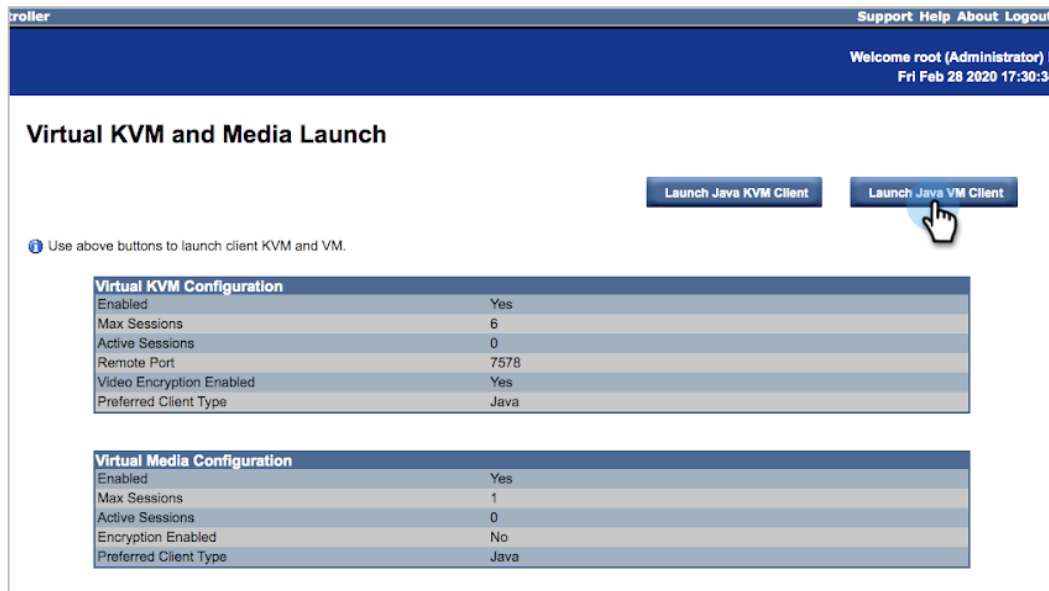 troller
Support Help About Logout
Welcome root (Administrator)
Fri Feb 28 2020 17:30:3
Virtual KVM and Media Launch
Launch Java KVM Client
Launch Java VM Client
Use above buttons to launch client KVM and VM.
Virtual KVM Configuration
Enabled Yes
Max Sessions 6
Active Sessions 0
Remote Port 7578
Video Encryption Enabled Yes
Preferred Client Type Java
Virtual Media Configuration
Enabled Yes
Max Sessions 1
Active Sessions 0
Encryption Enabled No
Preferred Client Type Java